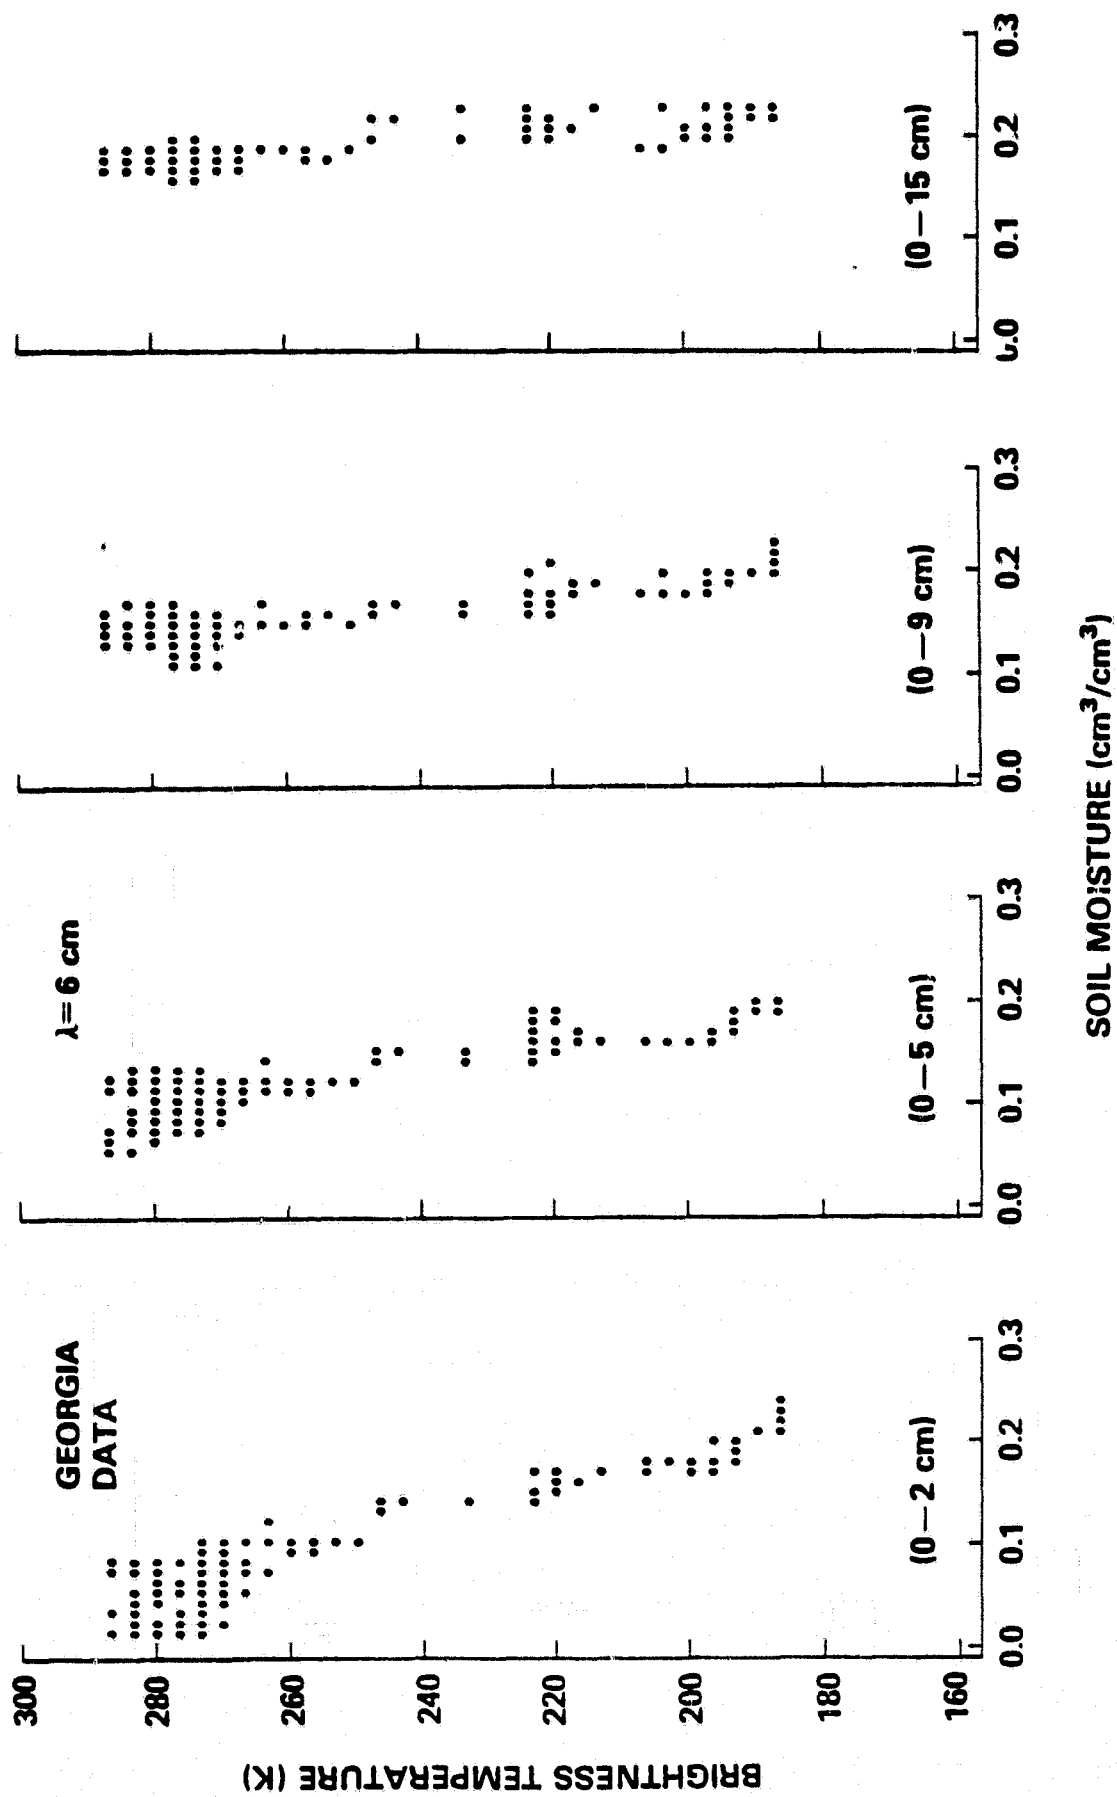 GEORGIA
DATA
λ= 6 cm
BRIGHTNESS TEMPERATURE (K)
300
280
260
240
220
200
180
160
(0—2 cm)
0.0 0.1 0.2 0.3
(0—5 cm)
0.0 0.1 0.2 0.3
(0—9 cm)
0.0 0.1 0.2 0.3
(0—15 cm)
0.0 0.1 0.2 0.3
SOIL MOISTURE (cm³/cm³)